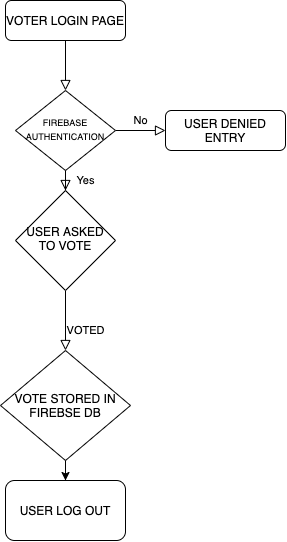 VOTER LOGIN PAGE
FIREBASE
AUTHENTICATION
No
USER DENIED
ENTRY
Yes
USER ASKED
TO VOTE
VOTED
VOTE STORED IN
FIREBSE DB
USER LOG OUT